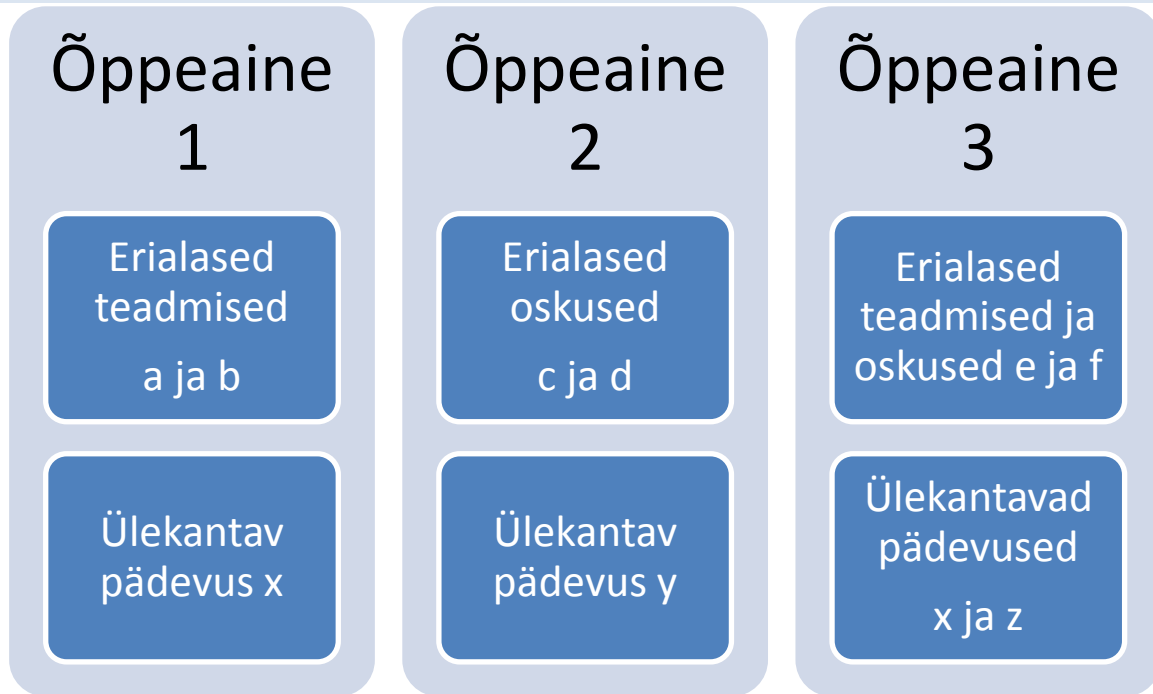 Õppeaine
1
Erialased
teadmised
a ja b
Ülekantav
pädevus x
Õppeaine
2
Erialased
oskused
c ja d
Ülekantav
pädevus y
Õppeaine
3
Erialased
teadmised ja
oskused e ja f
Ülekantavad
pädevused
x ja z